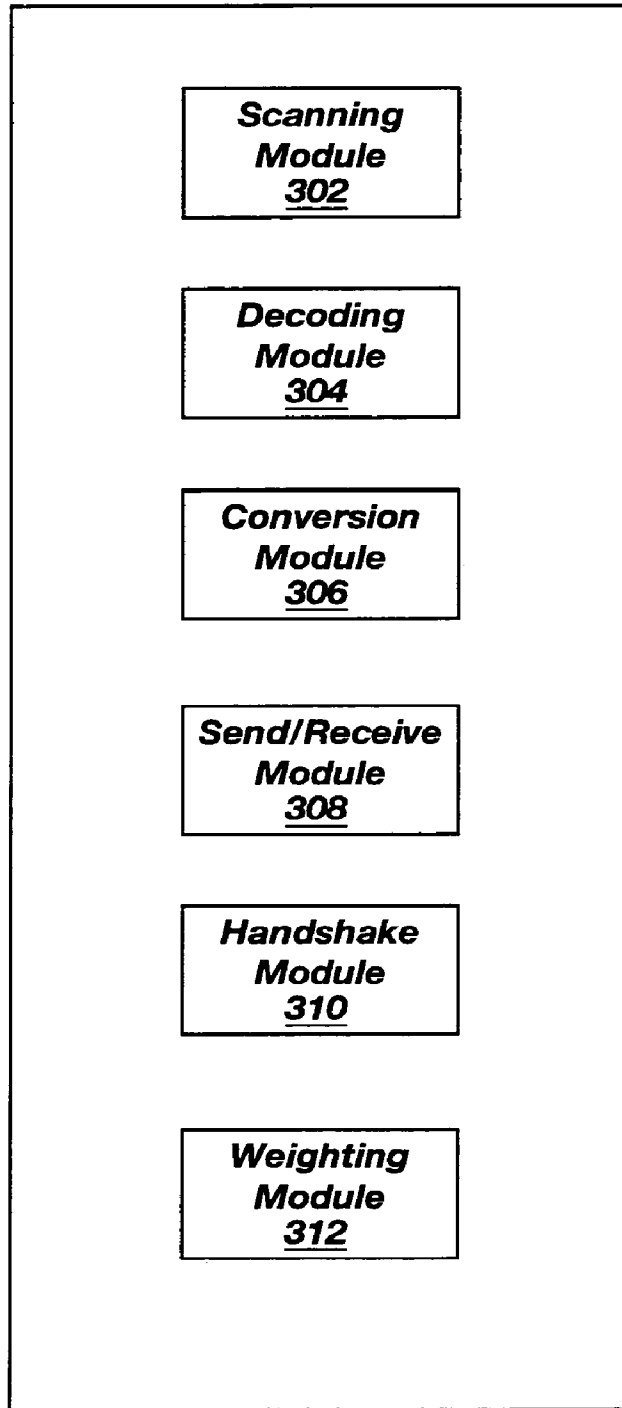 Scanning
Module
302
Decoding
Module
304
Conversion
Module
306
Send/Receive
Module
308
Handshake
Module
310
Weighting
Module
312